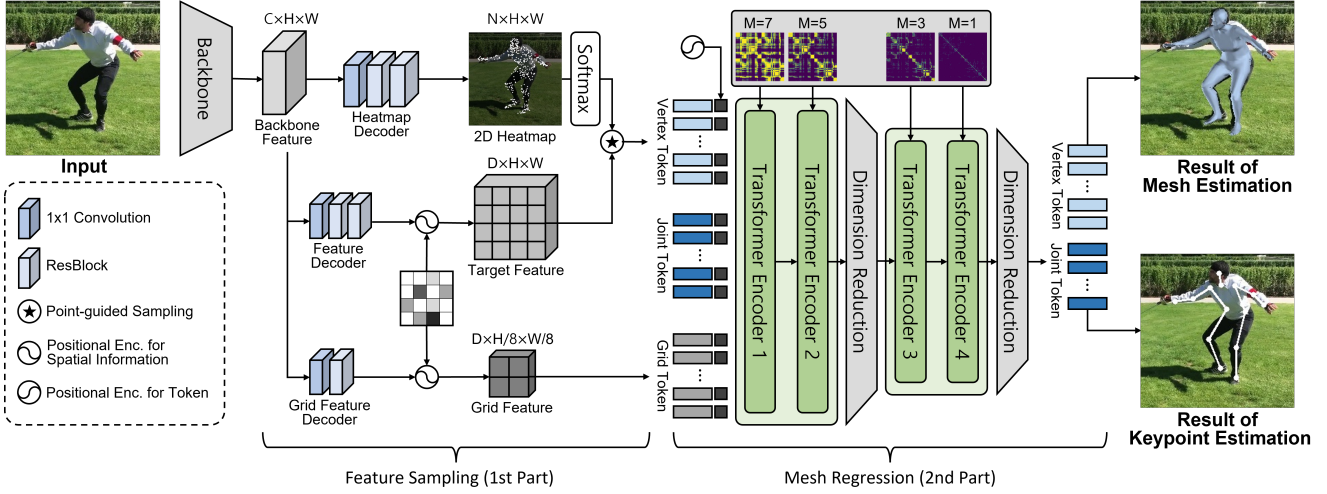 Input
1x1 Convolution
ResBlock
Point-guided Sampling
Positional Enc. for
Spatial Information
Positional Enc. for Token
Backbone
C×H×W
Backbone
Feature
Heatmap
Decoder
N×H×W
2D Heatmap
Softmax
Feature
Decoder
D×H×W
Target Feature
Grid Feature
Decoder
D×H/8×W/8
Grid Feature
Feature Sampling (1st Part)
M=7
M=5
M=3
M=1
Vertex Token
Joint Token
Grid Token
Transformer Encoder 1
Transformer Encoder 2
Dimension Reduction
Transformer Encoder 3
Transformer Encoder 4
Dimension Reduction
Vertex Token
Joint Token
Mesh Regression (2nd Part)
Result of
Mesh Estimation
Result of
Keypoint Estimation